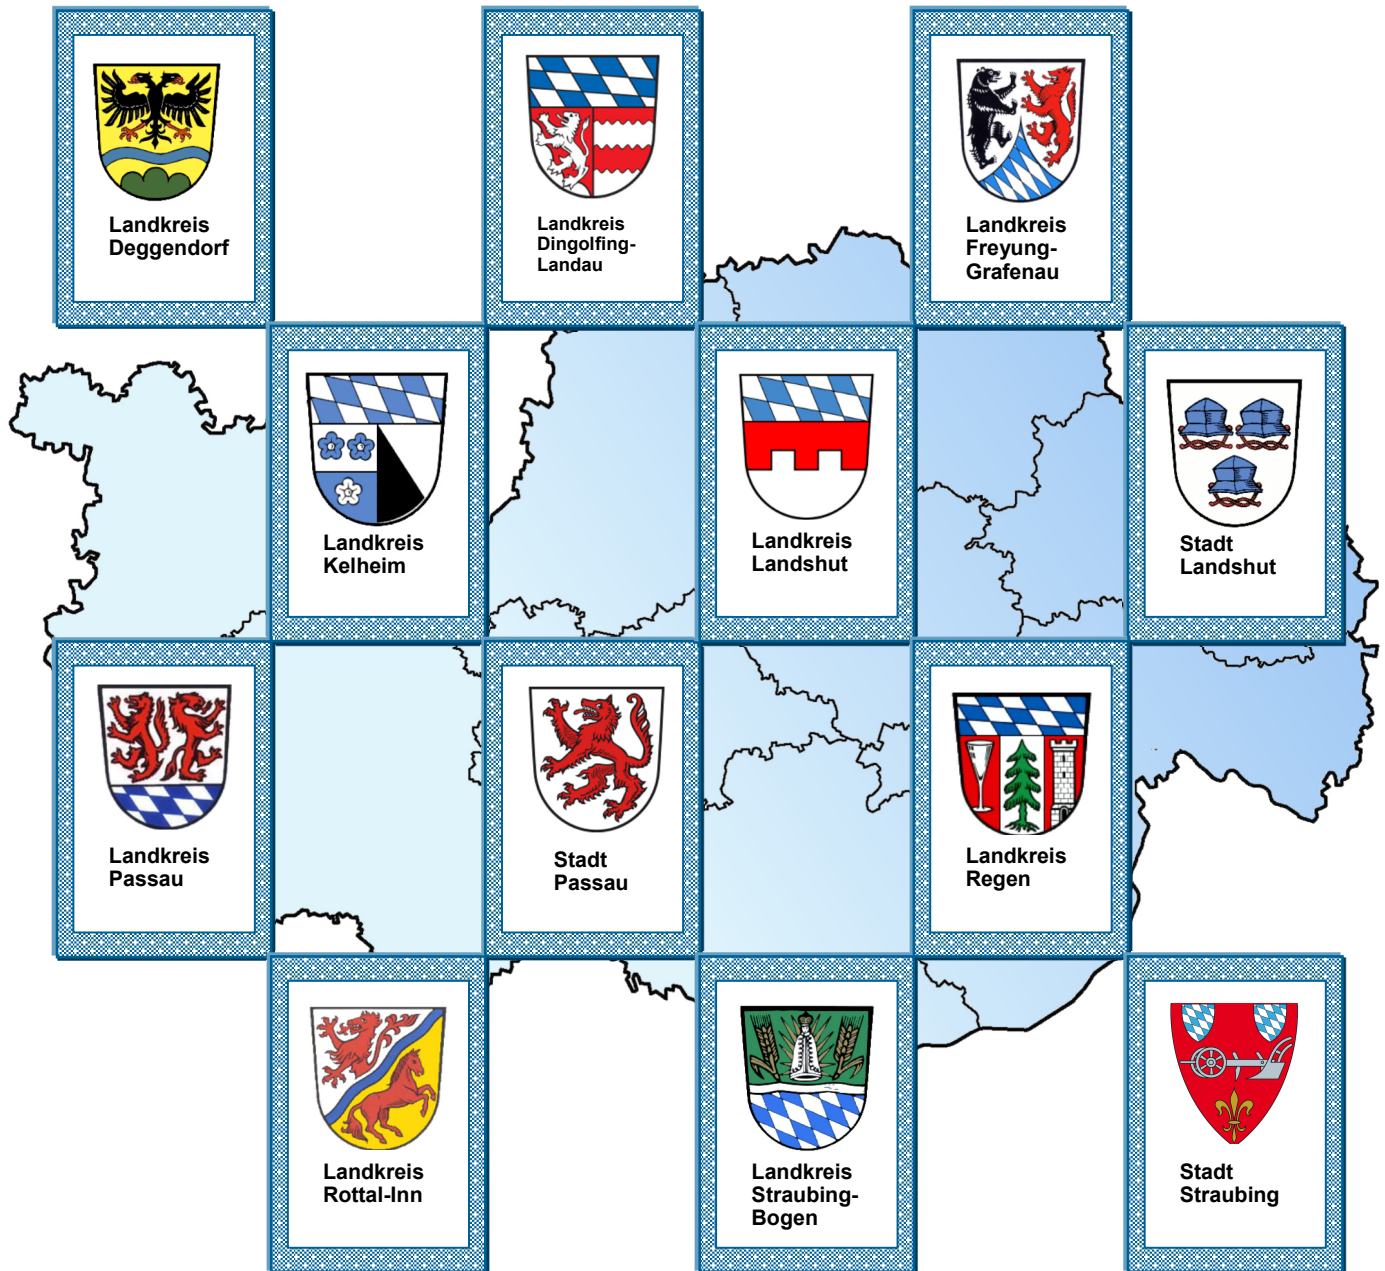 Landkreis
Deggendorf
Landkreis
Dingolfing-
Landau
Landkreis
Freyung-
Grafenau
Landkreis
Kelheim
Landkreis
Landshut
Stadt
Landshut
Landkreis
Passau
Stadt
Passau
Landkreis
Regen
Landkreis
Rottal-Inn
Landkreis
Straubing-
Bogen
Stadt
Straubing